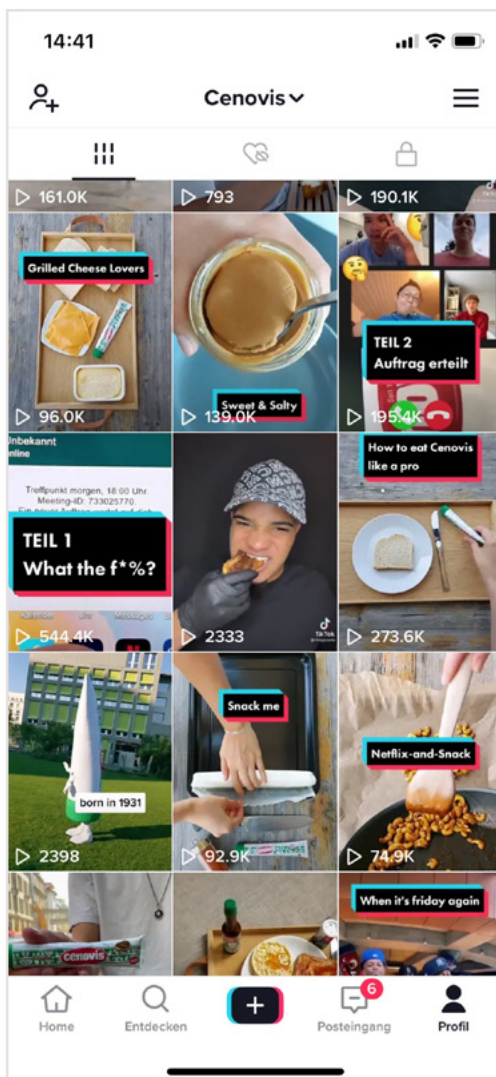 14:41
Cenovis
161.0K
793
190.1K
Grilled Cheese Lovers
96.0K
Sweet & Salty
139.0K
TEIL 2
Auftrag erteilt
195.4K
Unbekannt
online
Treffpunkt morgen, 18:00 Uhr.
Meeting-ID: 733025770.
TEIL 1
What the f*%?
544.4K
TikTok
2333
How to eat Cenovis
like a pro
273.6K
born in 1931
2398
Snack me
92.9K
Netflix-and-Snack
74.9K
cenovis
When it's friday again
Home
Entdecken
6
Posteingang
Profil